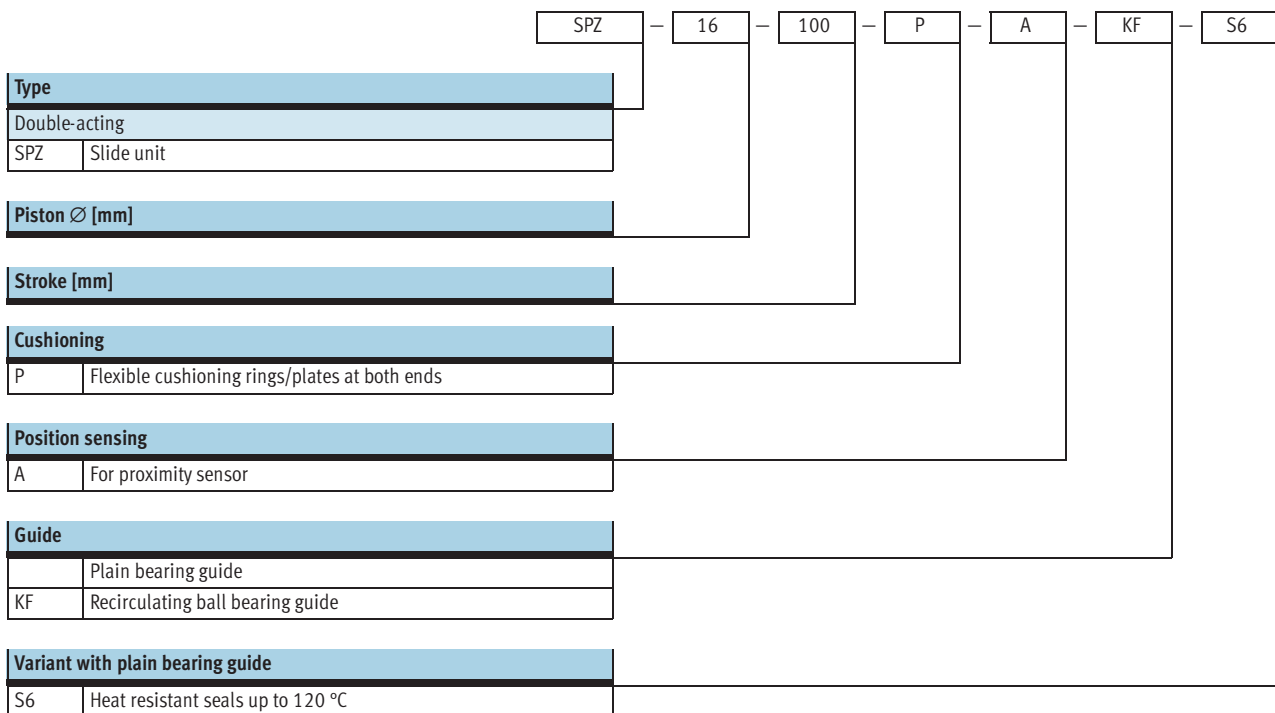 SPZ — 16 — 100 — P — A — KF — S6
Type
Double-acting
SPZ Slide unit
Piston ∅ [mm]
Stroke [mm]
Cushioning
P Flexible cushioning rings/plates at both ends
Position sensing
A For proximity sensor
Guide
Plain bearing guide
KF Recirculating ball bearing guide
Variant with plain bearing guide
S6 Heat resistant seals up to 120 °C